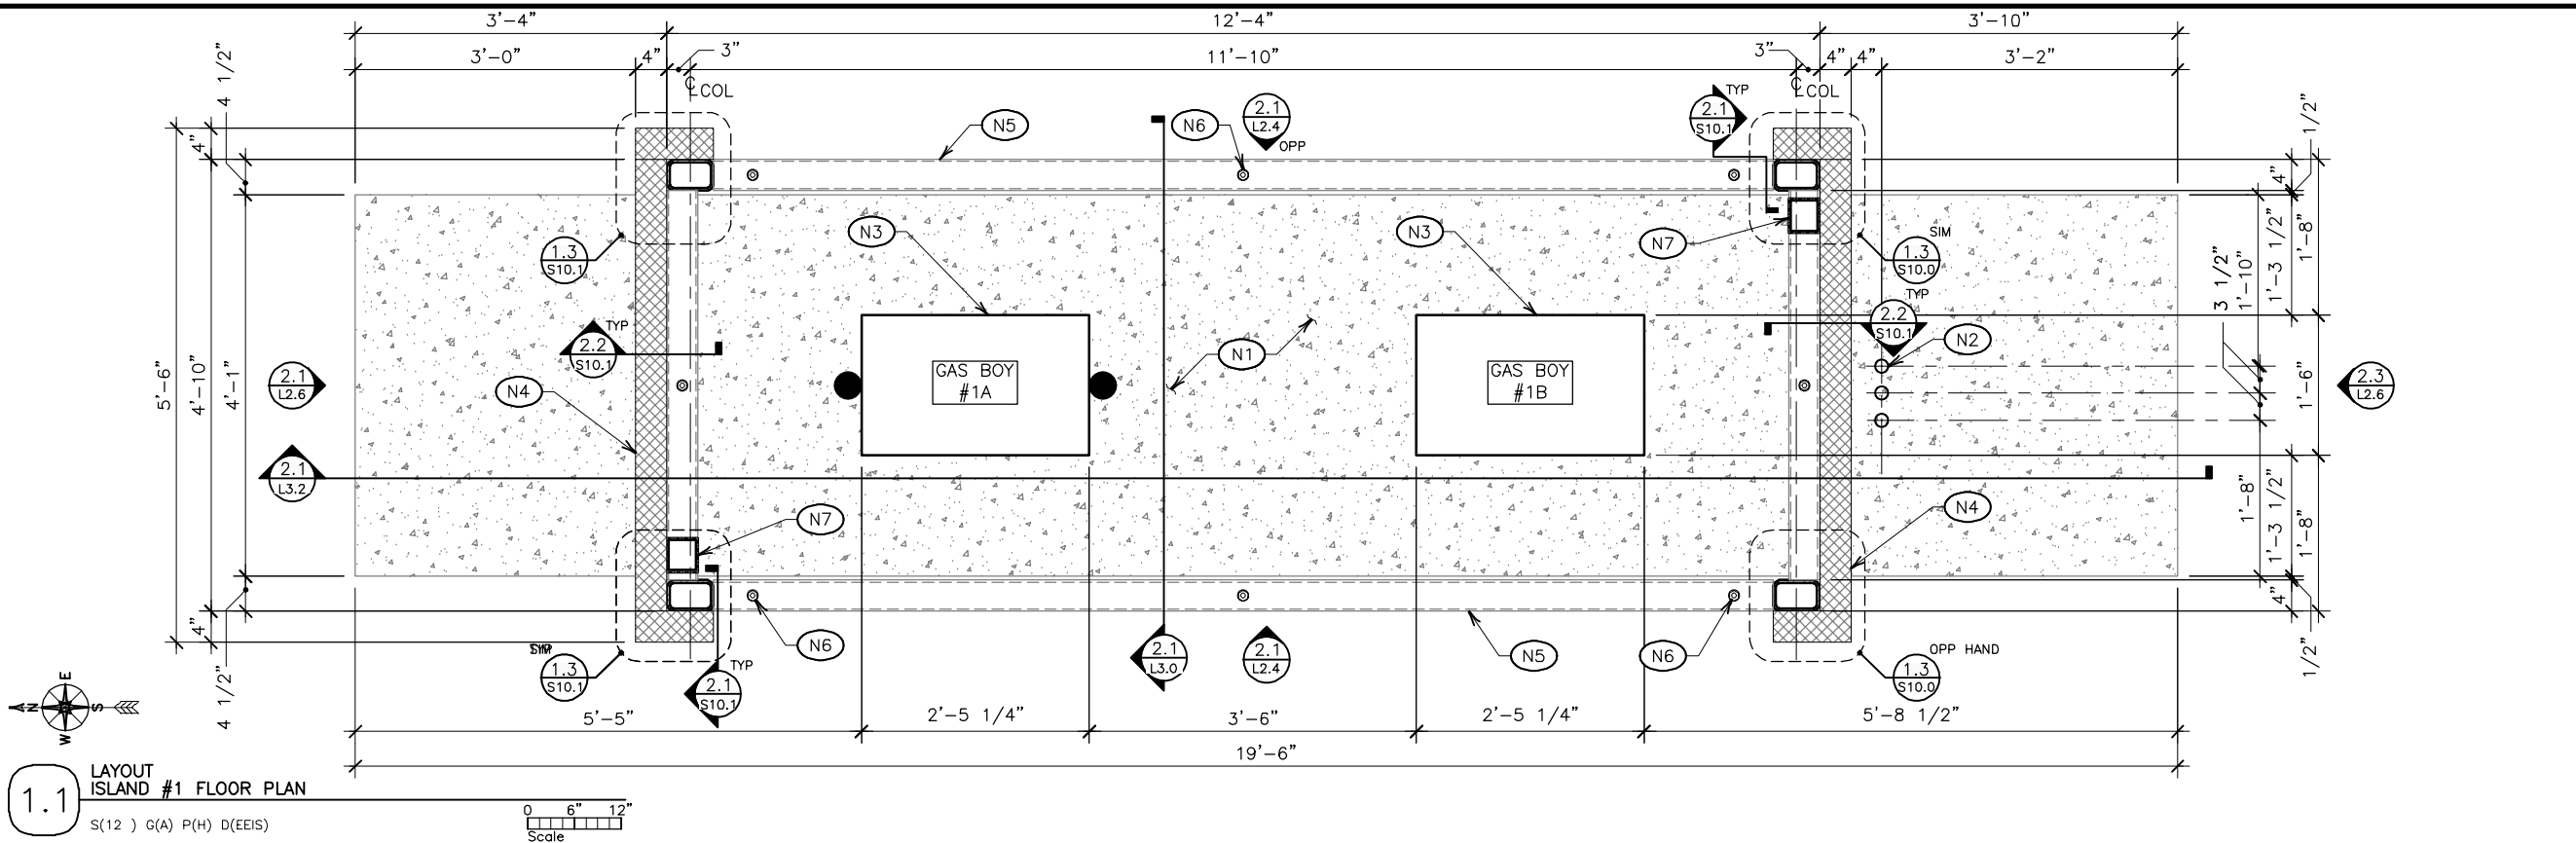 3'-4"
12'-4"
3'-10"
3'-0"
4"
3"
11'-10"
3"
4"
4"
3'-2"
℄ COL
℄ COL
4 1/2"
4"
5'-6"
4'-10"
4'-1"
4"
4 1/2"
N5
N6
2.1
L2.4
OPP
2.1
S10.1
TYP
N3
N3
N7
1.3
S10.1
1.3
S10.0
SIM
2.2
S10.1
TYP
2.2
S10.1
TYP
N1
N2
GAS BOY
#1A
GAS BOY
#1B
N4
2.1
L2.6
2.3
L2.6
2.1
L3.2
N7
N4
1/2"
4"
1'-8"
1'-3 1/2"
1'-10"
3 1/2"
1'-6"
1'-8"
1'-3 1/2"
1'-8"
4"
1/2"
N6
2.1
L3.0
2.1
L2.4
N5
N6
SIM
1.3
S10.1
2.1
S10.1
TYP
1.3
S10.0
OPP HAND
E
N
S
W
5'-5"
2'-5 1/4"
3'-6"
2'-5 1/4"
5'-8 1/2"
19'-6"
1.1
LAYOUT
ISLAND #1 FLOOR PLAN
S(12 ) G(A) P(H) D(EEIS)
0 6" 12"
Scale